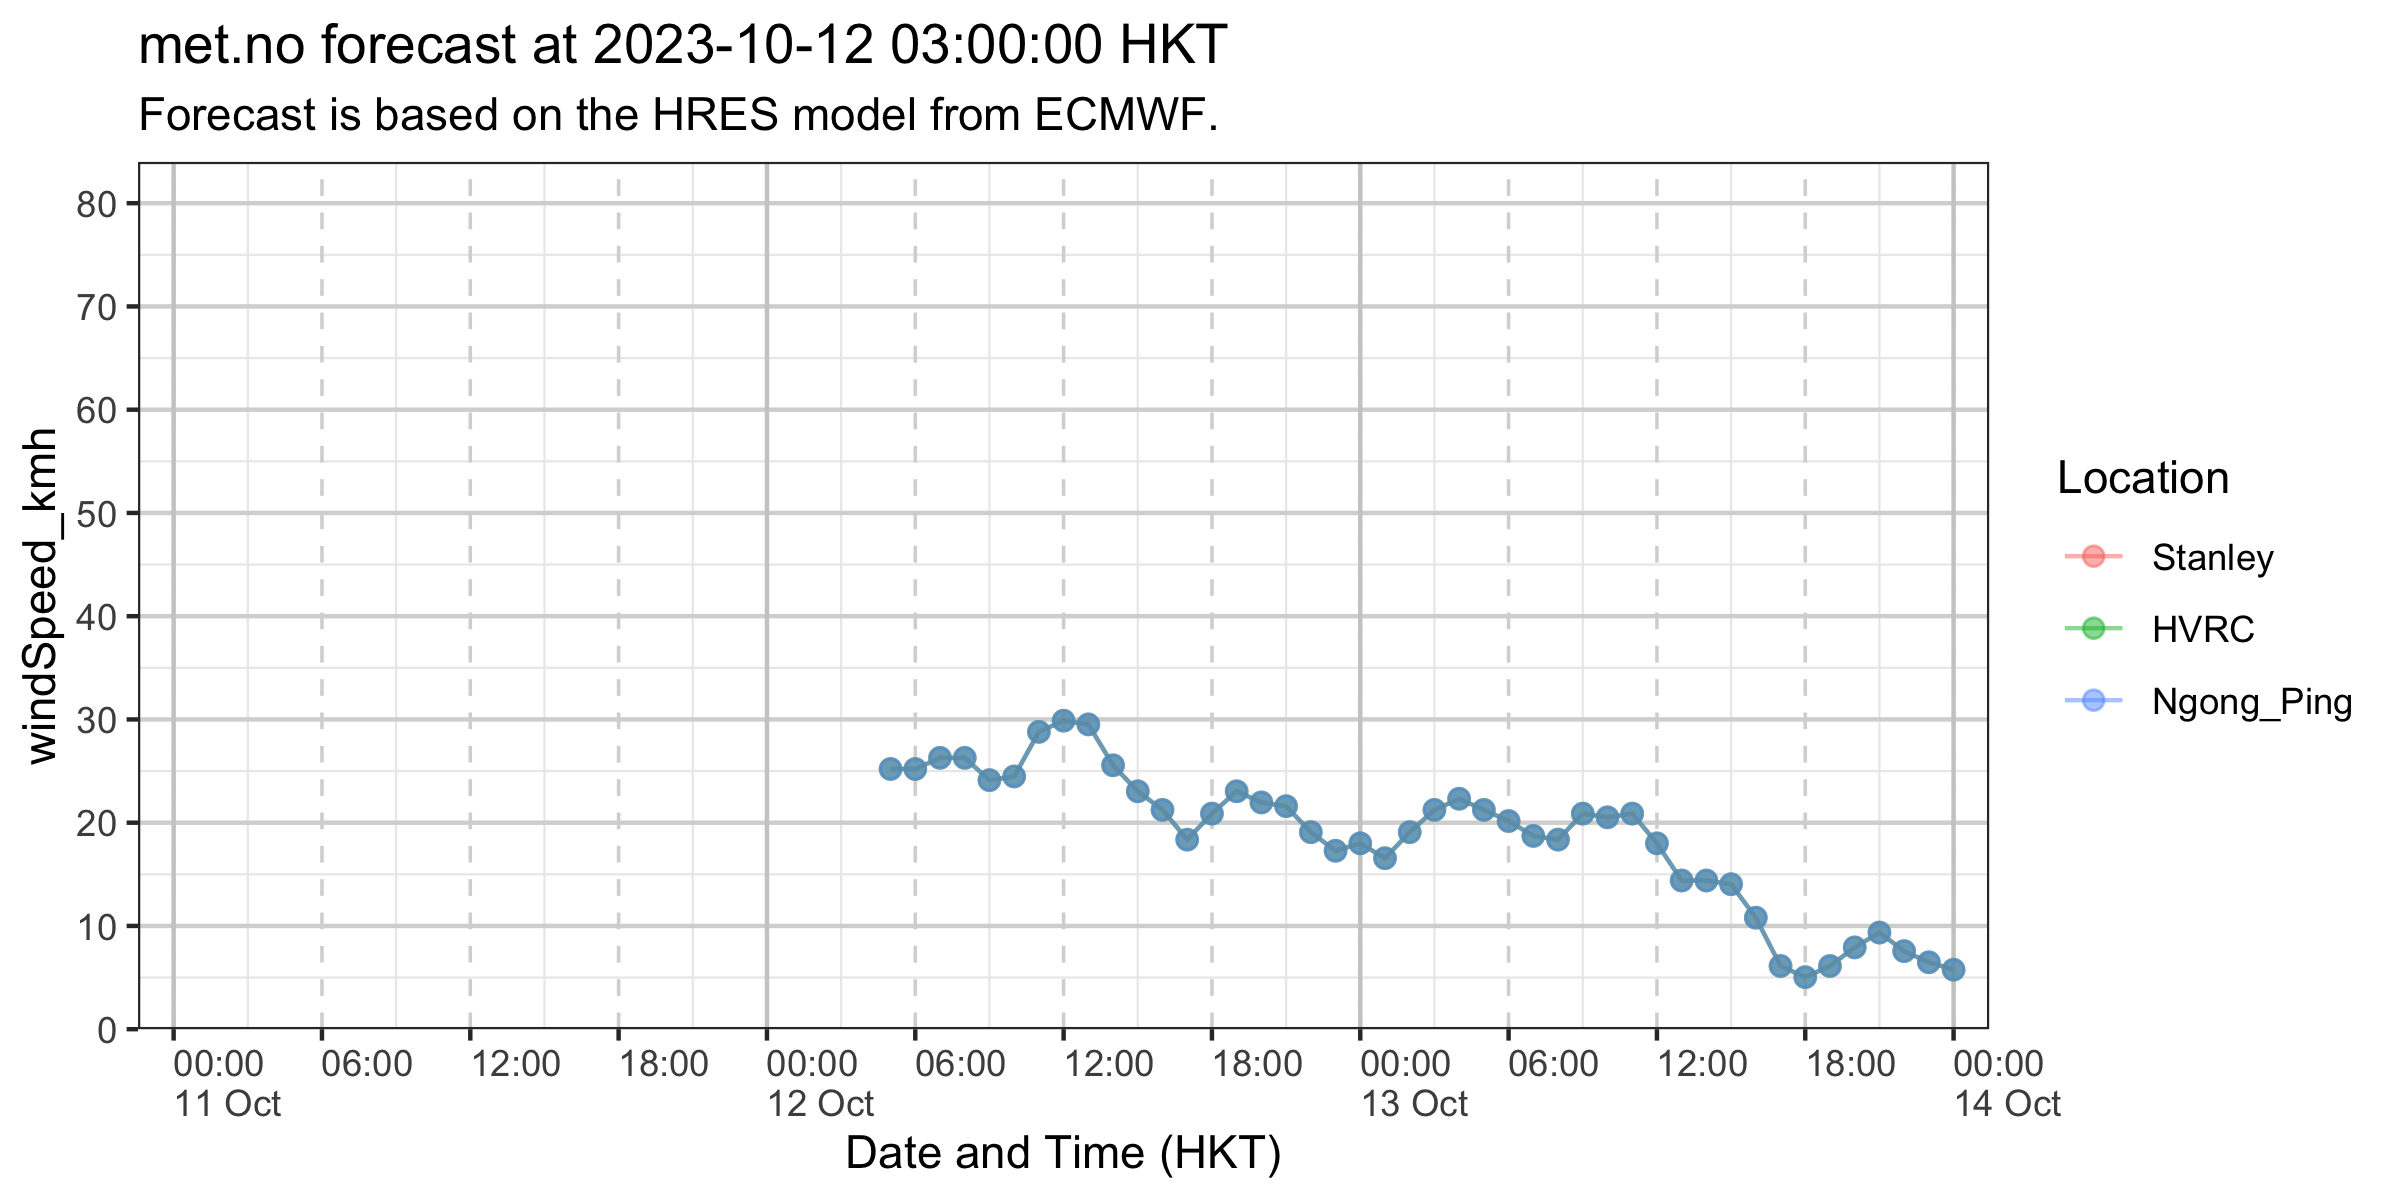 met.no forecast at 2023-10-12 03:00:00 HKT
Forecast is based on the HRES model from ECMWF.
windSpeed_kmh
80
70
60
50
40
30
20
10
0
00:00 06:00 12:00 18:00 00:00 06:00 12:00 18:00 00:00 06:00 12:00 18:00 00:00
11 Oct 12 Oct 13 Oct 14 Oct
Date and Time (HKT)
Location
Stanley
HVRC
Ngong_Ping